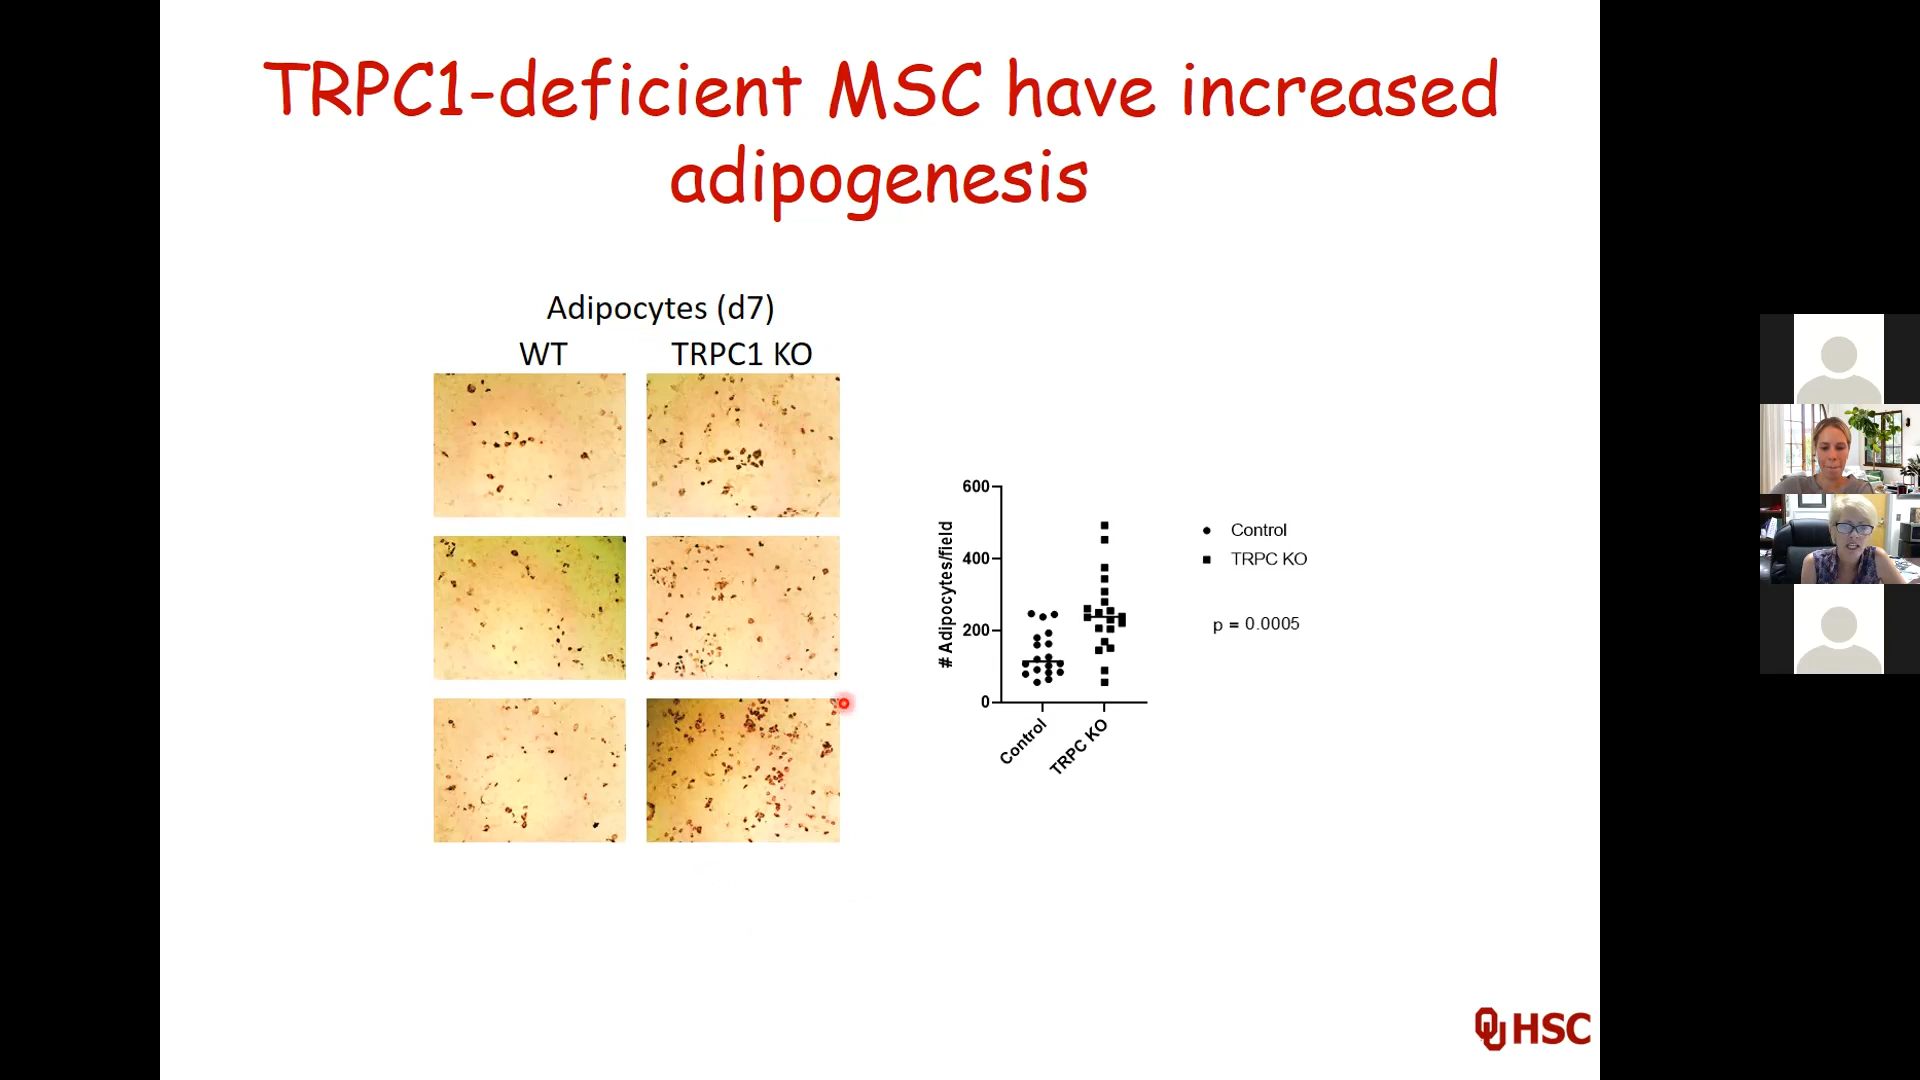 TRPC1-deficient MSC have increased
adipogenesis
Adipocytes (d7)
WT
TRPC1 KO
# Adipocytes/field
600
400
200
0
Control
TRPC KO
Control
TRPC KO
p = 0.0005
OU HSC